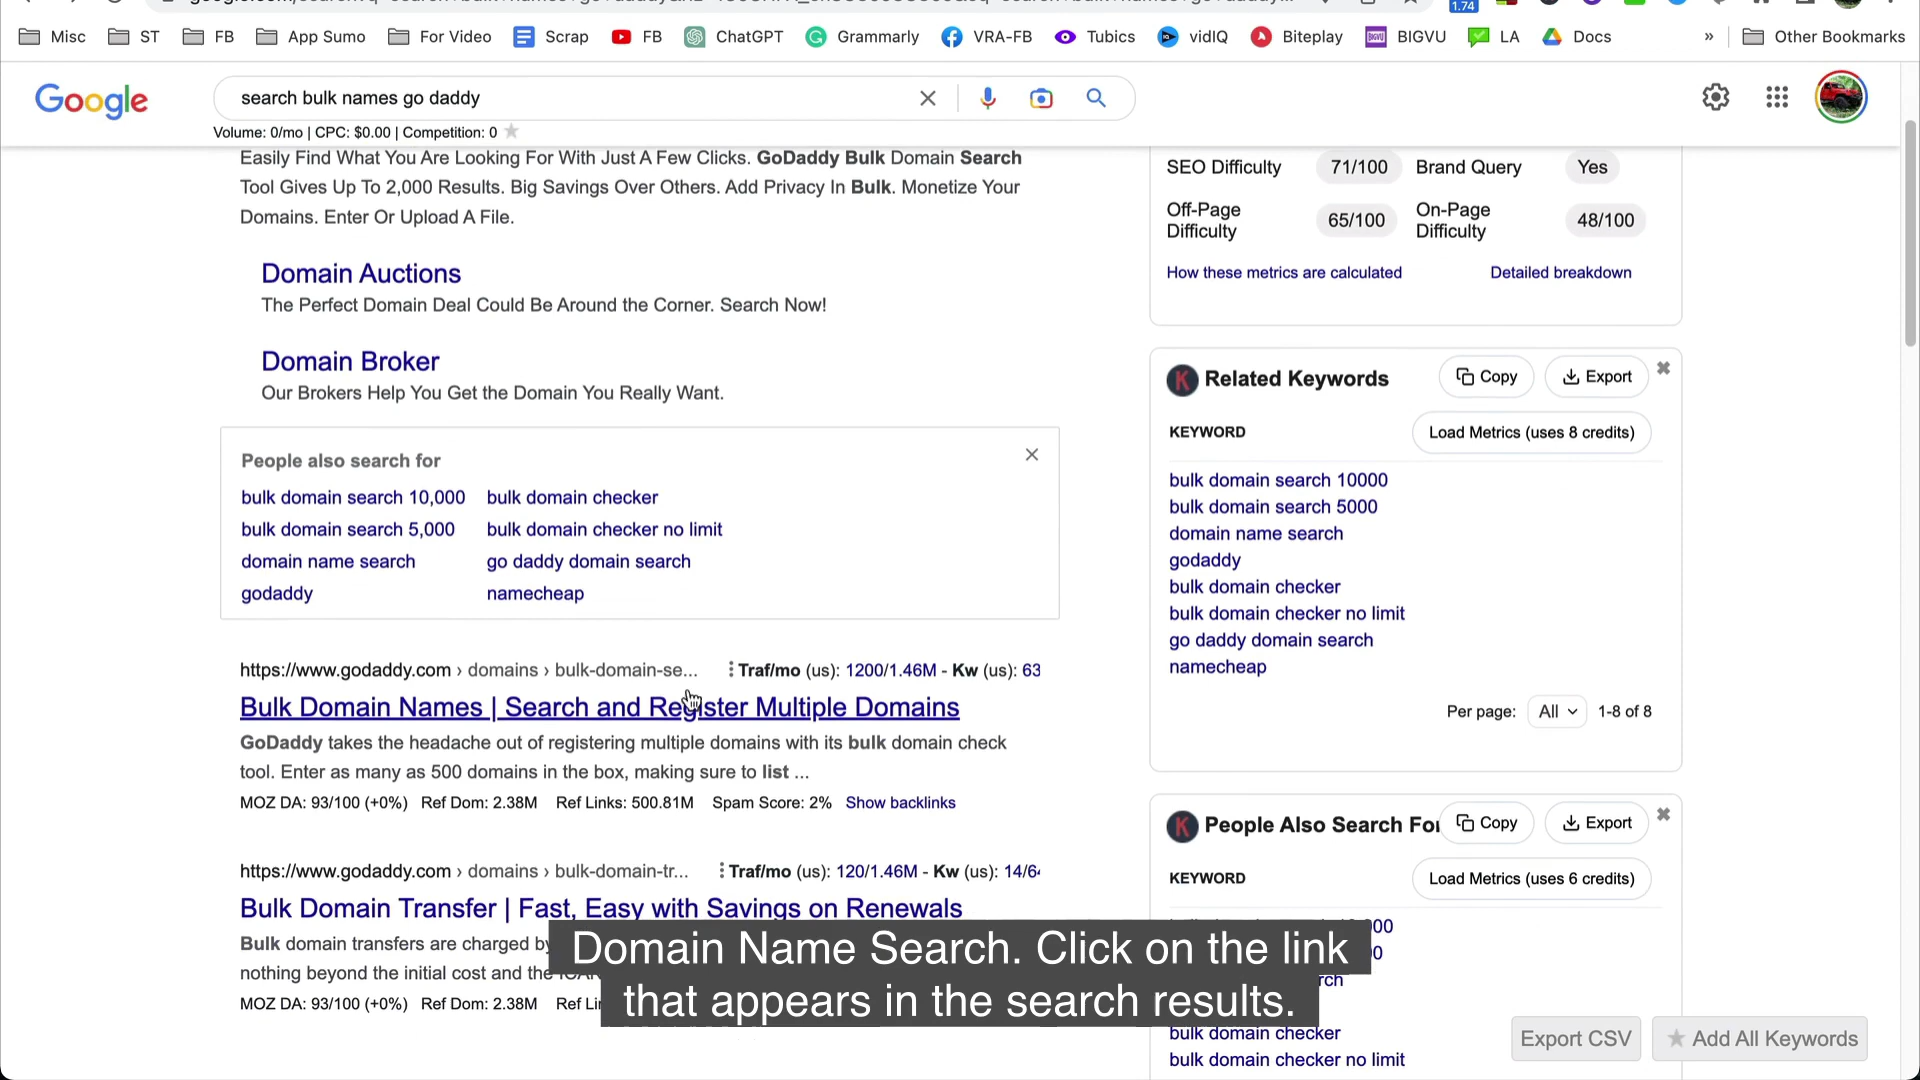 1.74
Misc
ST
FB
App Sumo
For Video
Scrap
FB
ChatGPT
Grammarly
VRA-FB
Tubics
vidIQ
Biteplay
BIGVU
BIGVU
LA
Docs
»
Other Bookmarks
Google
search bulk names go daddy
Volume: 0/mo | CPC: $0.00 | Competition: 0
Easily Find What You Are Looking For With Just A Few Clicks. GoDaddy Bulk Domain Search
Tool Gives Up To 2,000 Results. Big Savings Over Others. Add Privacy In Bulk. Monetize Your
Domains. Enter Or Upload A File.
Domain Auctions
The Perfect Domain Deal Could Be Around the Corner. Search Now!
Domain Broker
Our Brokers Help You Get the Domain You Really Want.
People also search for
bulk domain search 10,000
bulk domain checker
bulk domain search 5,000
bulk domain checker no limit
domain name search
go daddy domain search
godaddy
namecheap
https://www.godaddy.com › domains › bulk-domain-se...
Traf/mo (us): 1200/1.46M - Kw (us): 63
Bulk Domain Names | Search and Register Multiple Domains
GoDaddy takes the headache out of registering multiple domains with its bulk domain check
tool. Enter as many as 500 domains in the box, making sure to list ...
MOZ DA: 93/100 (+0%) Ref Dom: 2.38M Ref Links: 500.81M Spam Score: 2% Show backlinks
https://www.godaddy.com › domains › bulk-domain-tr...
Traf/mo (us): 120/1.46M - Kw (us): 14/64
Bulk Domain Transfer | Fast, Easy with Savings on Renewals
Bulk domain transfers are charged by
nothing beyond the initial cost and the
MOZ DA: 93/100 (+0%) Ref Dom: 2.38M
SEO Difficulty 71/100 Brand Query Yes
Off-Page
Difficulty
65/100
On-Page
Difficulty
48/100
How these metrics are calculated
Detailed breakdown
Related Keywords
Copy
Export
KEYWORD
Load Metrics (uses 8 credits)
bulk domain search 10000
bulk domain search 5000
domain name search
godaddy
bulk domain checker
bulk domain checker no limit
go daddy domain search
namecheap
Per page: All 1-8 of 8
People Also Search For
Copy
Export
KEYWORD
Load Metrics (uses 6 credits)
bulk domain checker
bulk domain checker no limit
Export CSV
Add All Keywords
Domain Name Search. Click on the link
that appears in the search results.